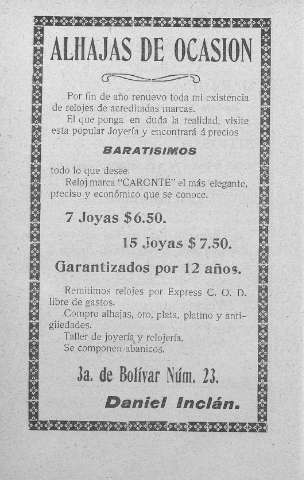 ALHAJAS DE OCASION
Por fin de año renuevo toda mi existencia
de relojes de acreditadas marcas.
El que ponga en duda la realidad, visite
esta popular Joyería y encontrará á precios
BARATISIMOS
todo lo que desee.
Reloj marca "CARONTE" el más elegante,
preciso y económico que se conoce.
7 Joyas $6.50.
15 Joyas $7.50.
Garantizados por 12 años.
Remitimos relojes por Express C. O. D.
libre de gastos.
Compro alhajas, oro, plata, platino y anti-
güedades.
Taller de joyería y relojería.
Se componen abanicos.
3a. de Bolívar Núm. 23.
Daniel Inclán.